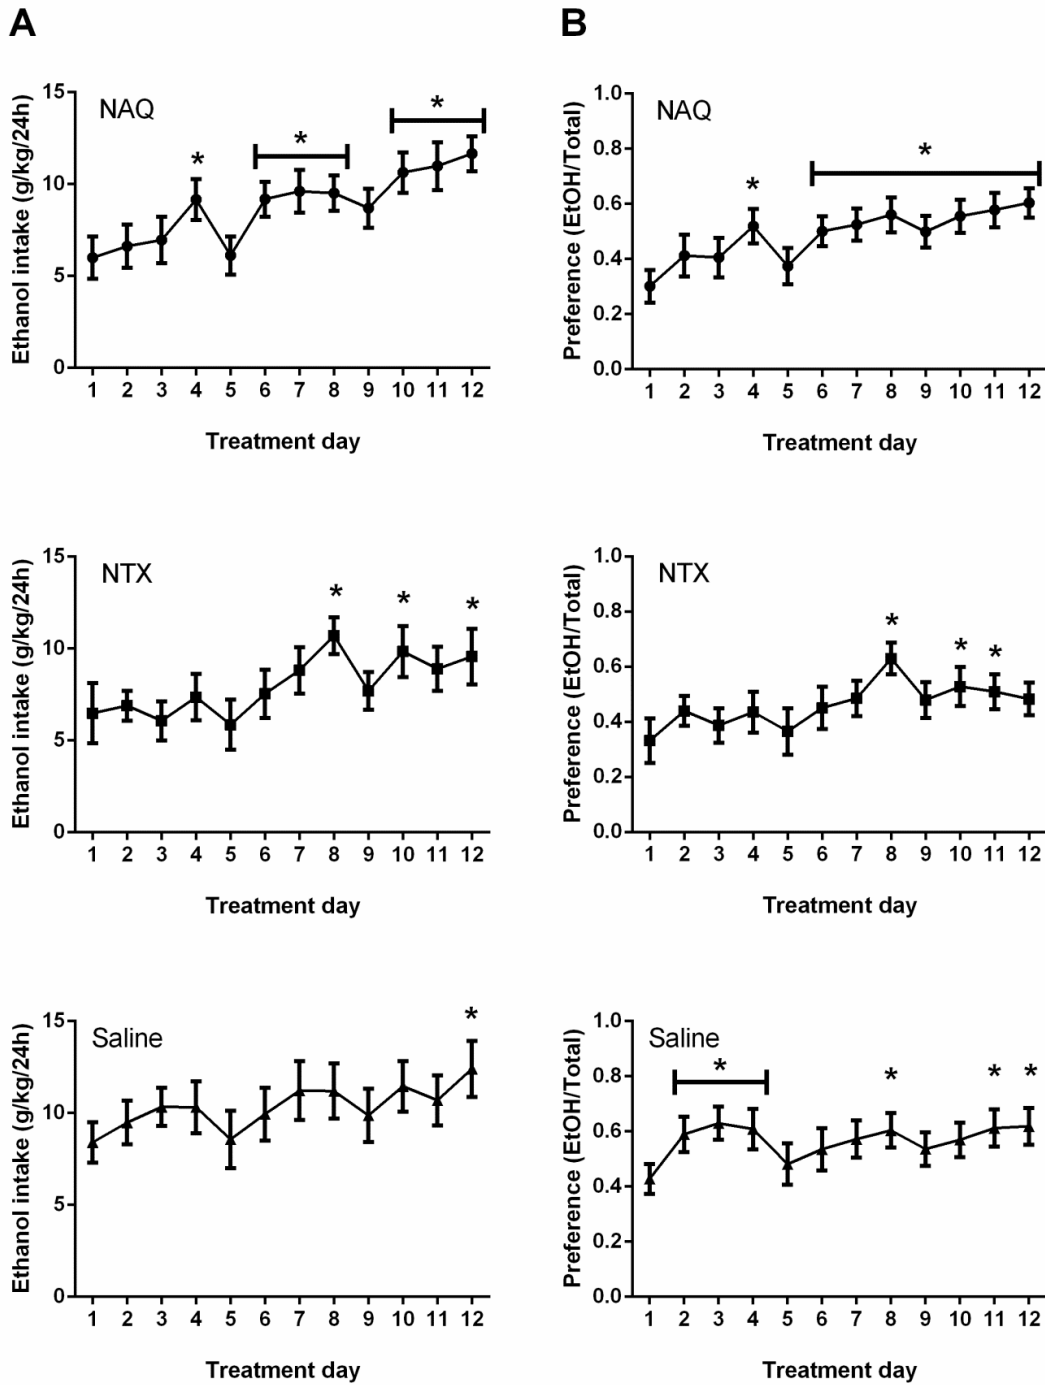 A
B
Ethanol intake (g/kg/24h)
15
10
5
0
NAQ
*
*
*
1 2 3 4 5 6 7 8 9 10 11 12
Treatment day
Preference (EtOH/Total)
1.0
0.8
0.6
0.4
0.2
0.0
NAQ
*
*
1 2 3 4 5 6 7 8 9 10 11 12
Treatment day
Ethanol intake (g/kg/24h)
15
10
5
0
NTX
* * *
1 2 3 4 5 6 7 8 9 10 11 12
Treatment day
Preference (EtOH/Total)
1.0
0.8
0.6
0.4
0.2
0.0
NTX
* * *
1 2 3 4 5 6 7 8 9 10 11 12
Treatment day
Ethanol intake (g/kg/24h)
15
10
5
0
Saline
*
1 2 3 4 5 6 7 8 9 10 11 12
Treatment day
Preference (EtOH/Total)
1.0
0.8
0.6
0.4
0.2
0.0
Saline
* * * *
1 2 3 4 5 6 7 8 9 10 11 12
Treatment day